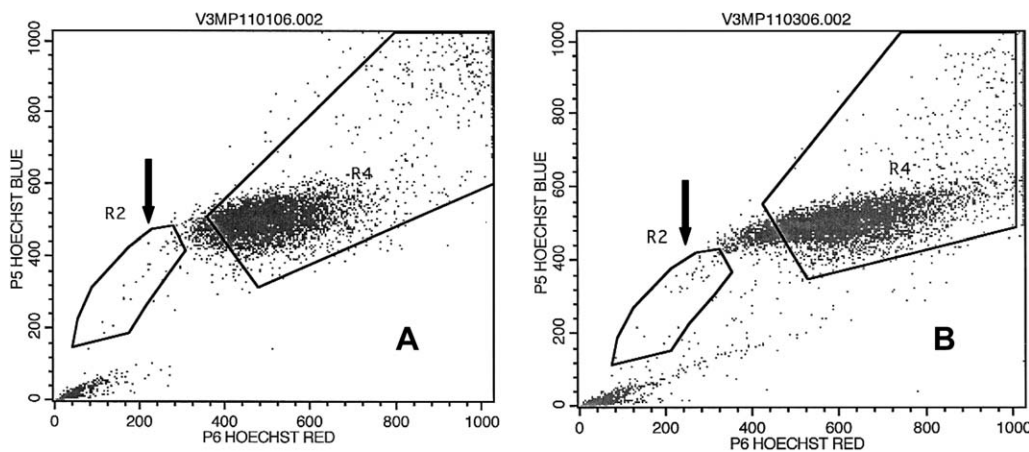 V3MP110106.002
P5 HOECHST BLUE
1000
800
600
400
200
0
R2
R4
A
0 200 400 600 800 1000
P6 HOECHST RED
V3MP110306.002
P5 HOECHST BLUE
1000
800
600
400
200
0
R2
R4
B
0 200 400 600 800 1000
P6 HOECHST RED